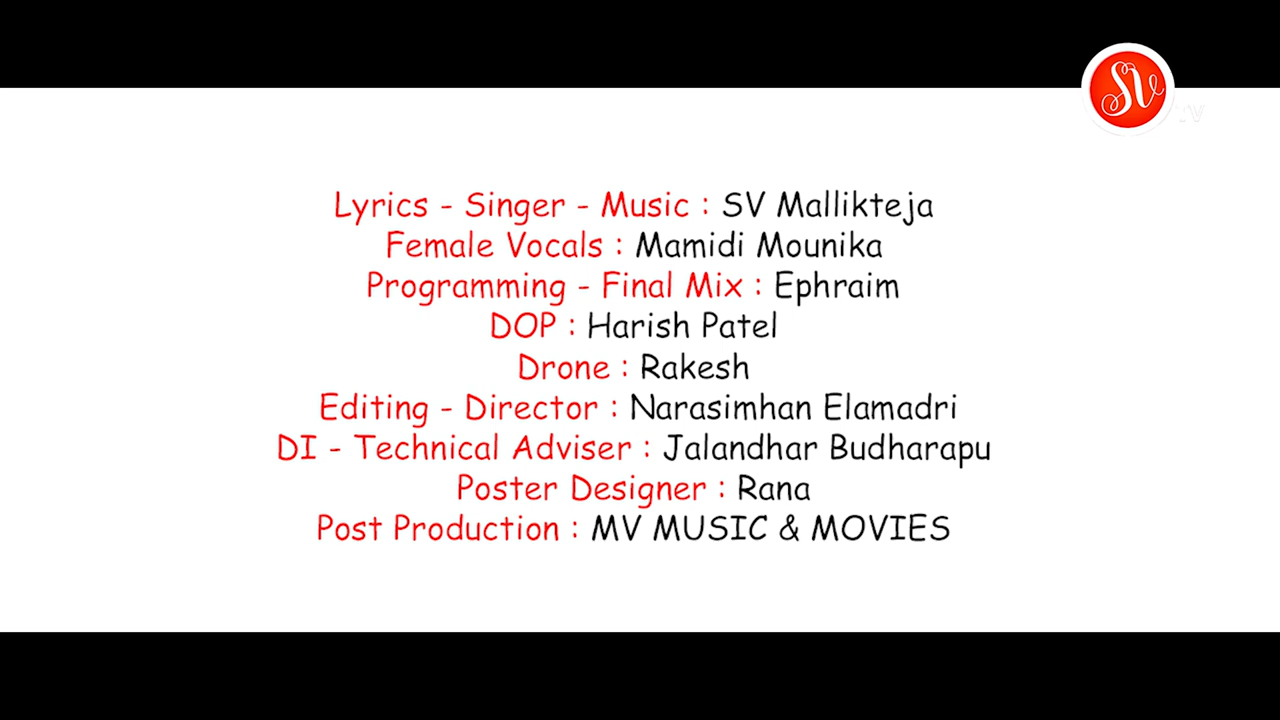 SV
TV
Lyrics - Singer - Music : SV Mallikteja
Female Vocals : Mamidi Mounika
Programming - Final Mix : Ephraim
DOP : Harish Patel
Drone : Rakesh
Editing - Director : Narasimhan Elamadri
DI - Technical Adviser : Jalandhar Budharapu
Poster Designer : Rana
Post Production : MV MUSIC & MOVIES